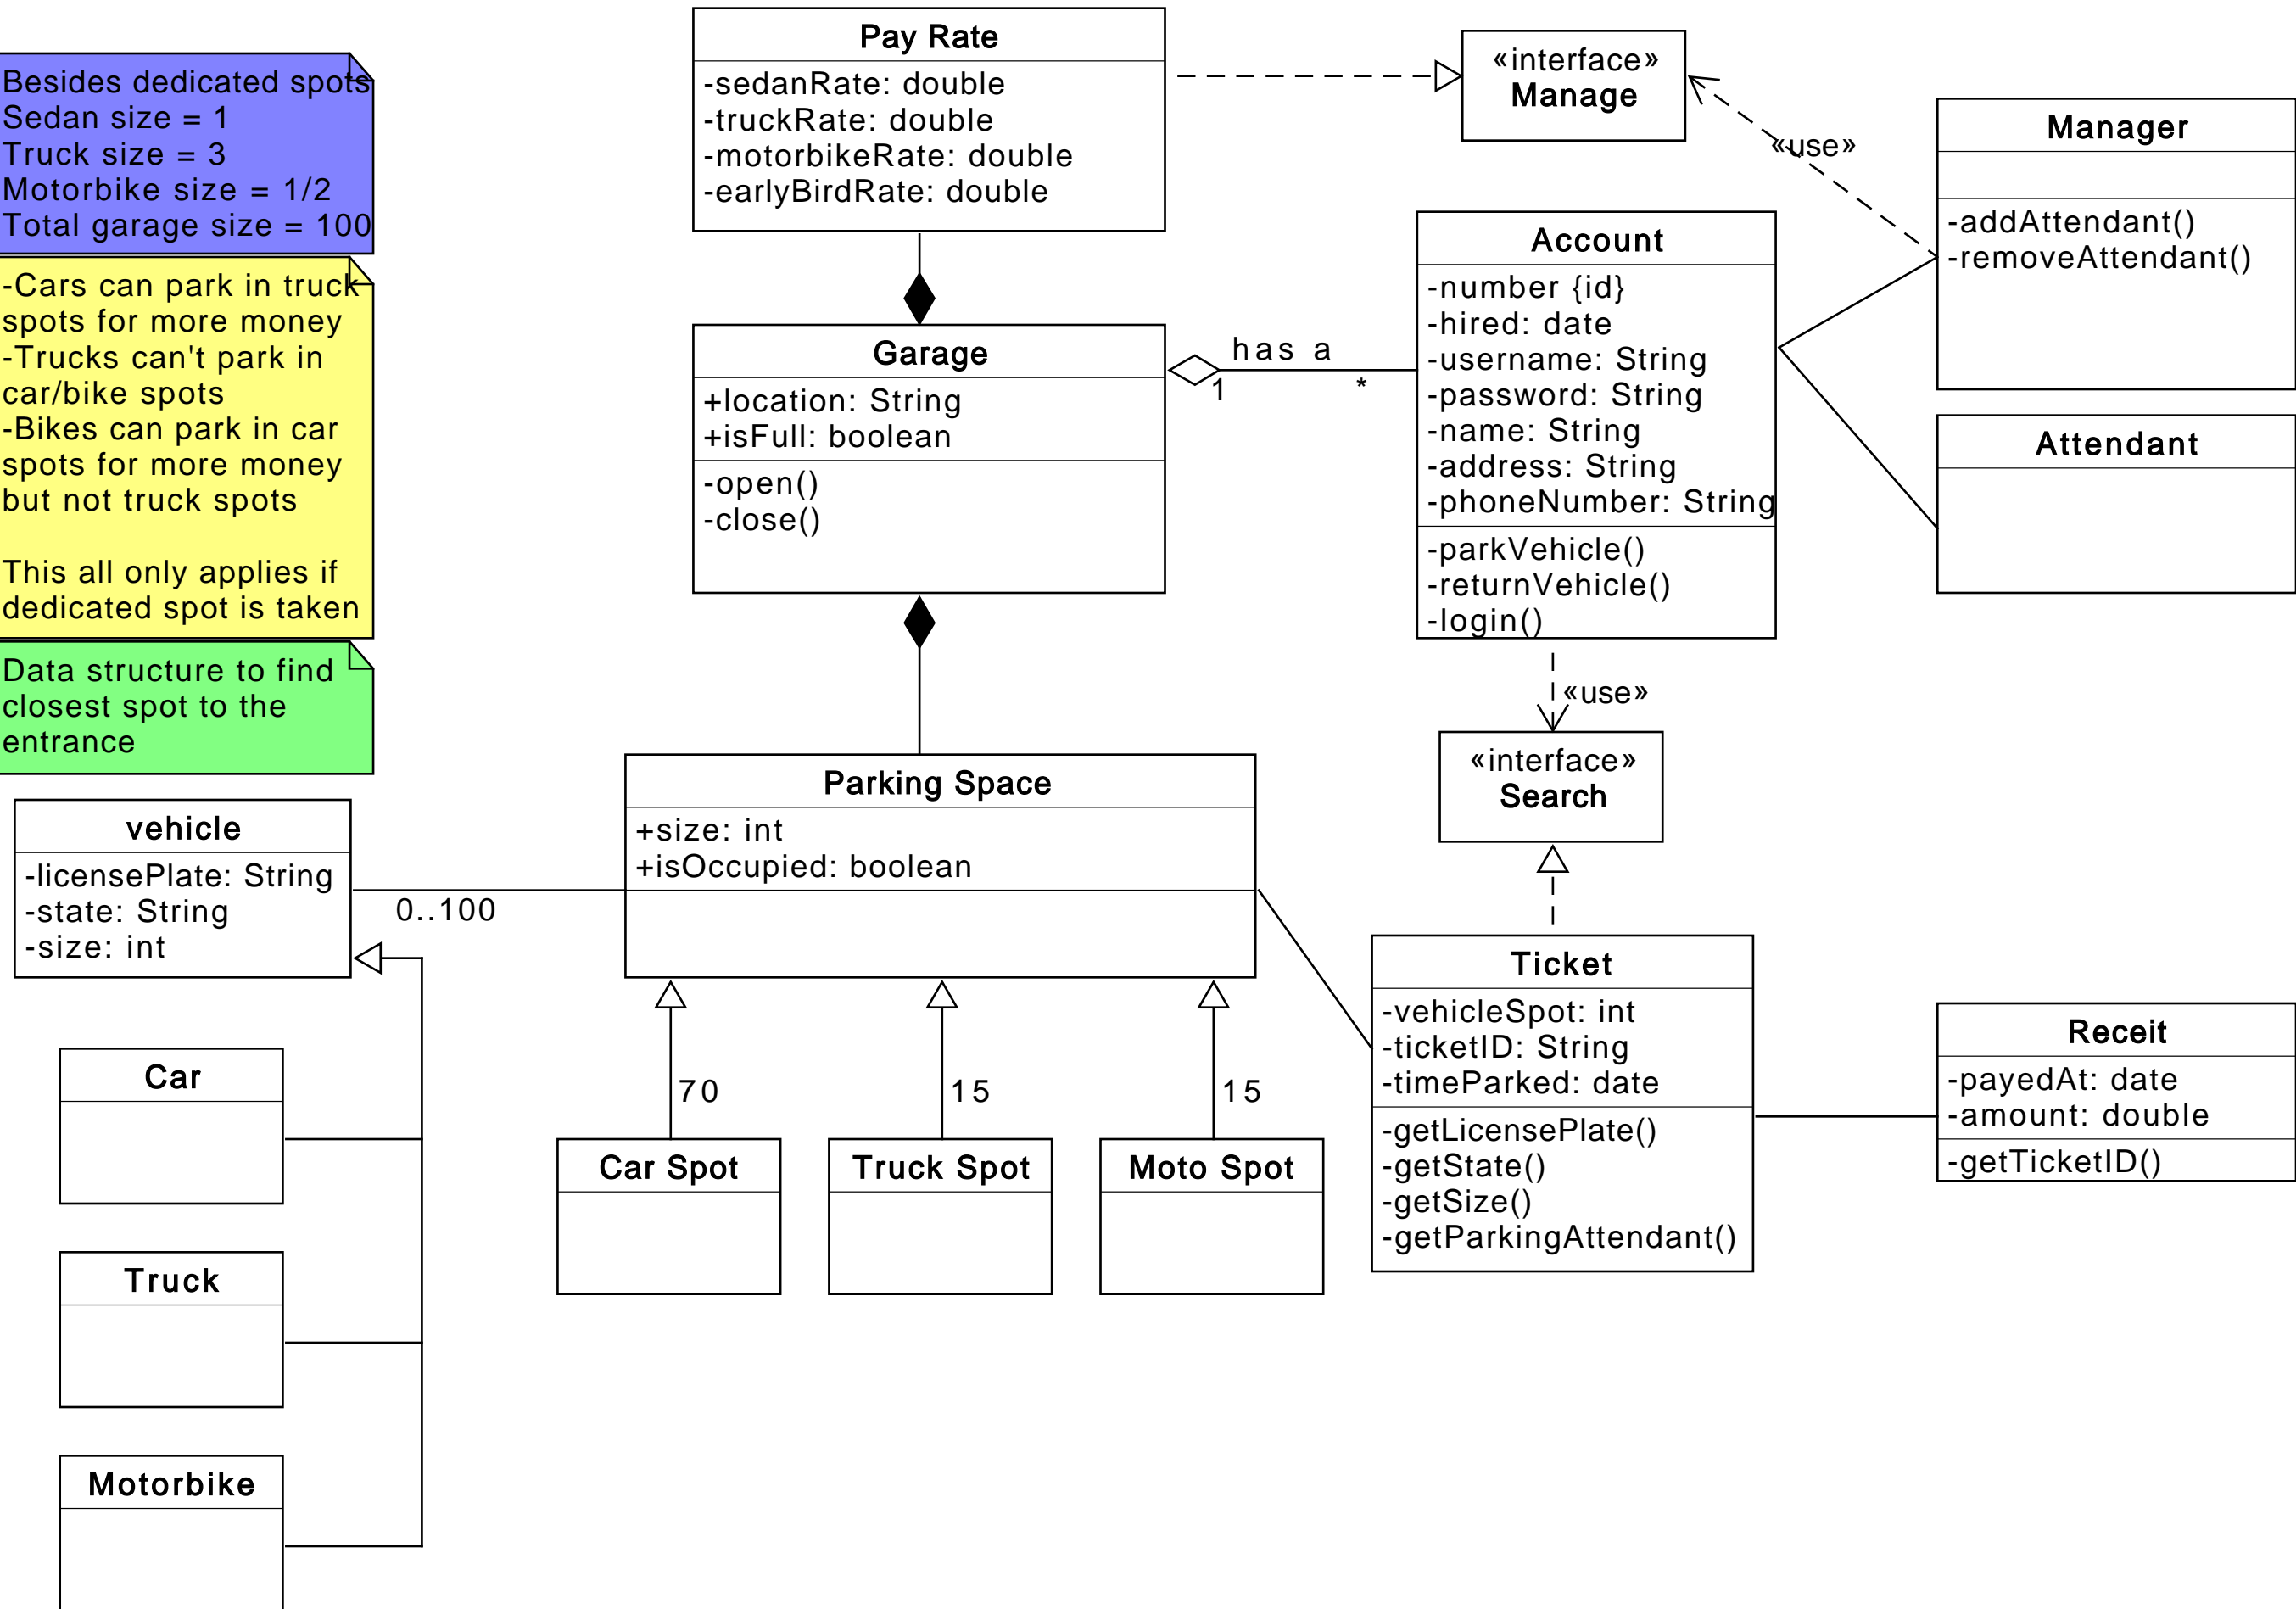 Pay Rate
-sedanRate: double
-truckRate: double
-motorbikeRate: double
-earlyBirdRate: double
«interface»
Manage
«use»
Manager
-addAttendant()
-removeAttendant()
Besides dedicated spots
Sedan size = 1
Truck size = 3
Motorbike size = 1/2
Total garage size = 100
-Cars can park in truck
spots for more money
-Trucks can't park in
car/bike spots
-Bikes can park in car
spots for more money
but not truck spots
This all only applies if
dedicated spot is taken
Data structure to find
closest spot to the
entrance
Garage
+location: String
+isFull: boolean
-open()
-close()
has a
1
*
Account
-number {id}
-hired: date
-username: String
-password: String
-name: String
-address: String
-phoneNumber: String
-parkVehicle()
-returnVehicle()
-login()
Attendant
«use»
«interface»
Search
vehicle
-licensePlate: String
-state: String
-size: int
0..100
Parking Space
+size: int
+isOccupied: boolean
Ticket
-vehicleSpot: int
-ticketID: String
-timeParked: date
-getLicensePlate()
-getState()
-getSize()
-getParkingAttendant()
Receit
-payedAt: date
-amount: double
-getTicketID()
70
15
15
Car Spot
Truck Spot
Moto Spot
Car
Truck
Motorbike